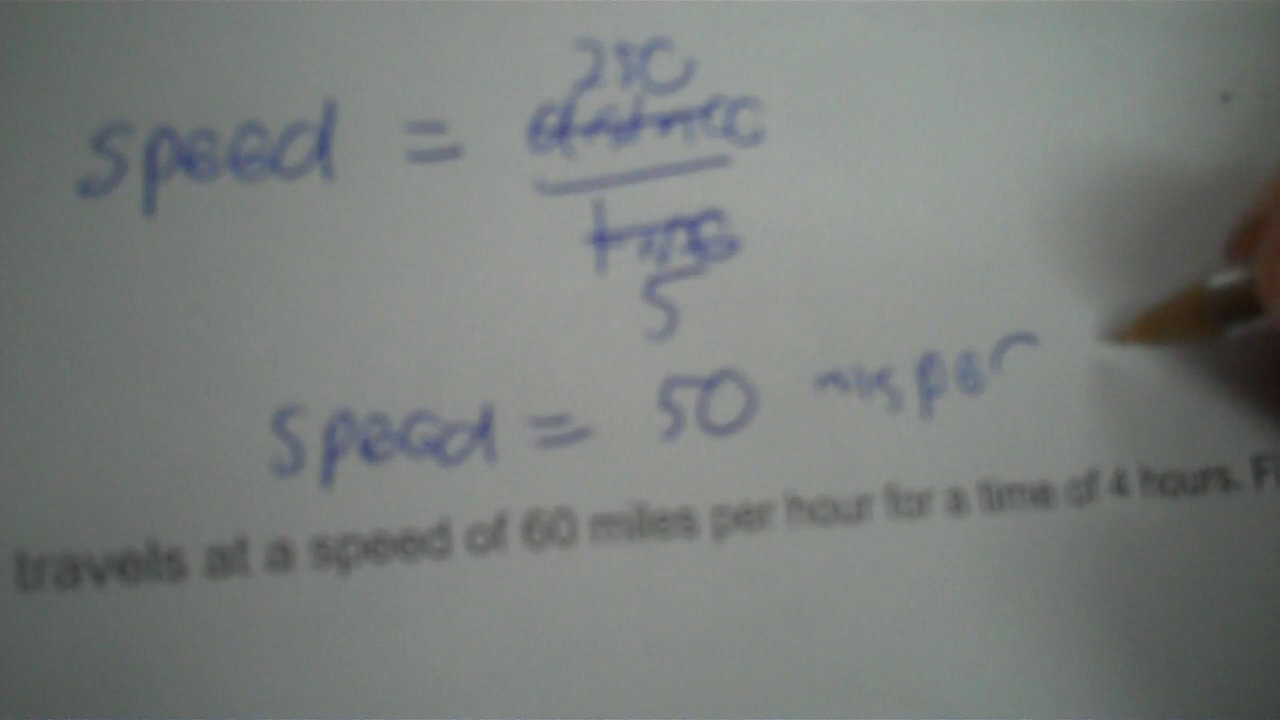 speed = 250
distance
time
5
speed = 50 per
travels at a speed of 60 miles per hour for a time of 4 hours.